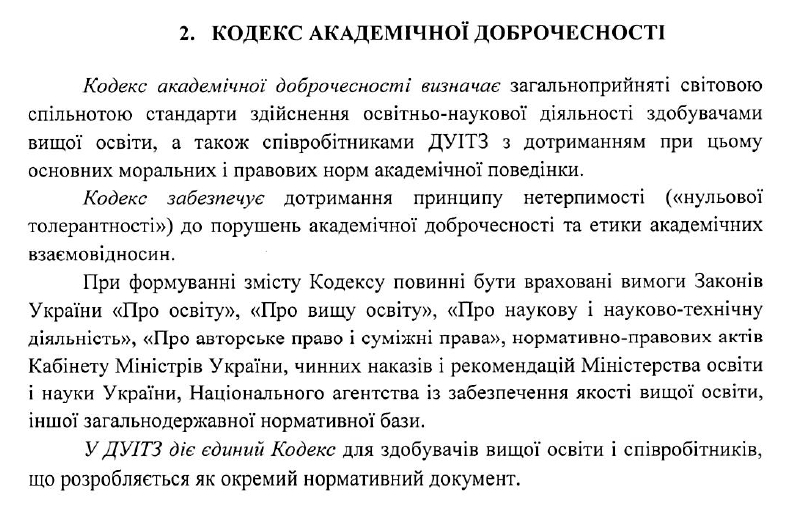 2. КОДЕКС АКАДЕМІЧНОЇ ДОБРОЧЕСНОСТІ
Кодекс академічної доброчесності визначає загальноприйняті світовою
спільнотою стандарти здійснення освітньо-наукової діяльності здобувачами
вищої освіти, а також співробітниками ДУІТЗ з дотриманням при цьому
основних моральних і правових норм академічної поведінки.
Кодекс забезпечує дотримання принципу нетерпимості («нульової
толерантності») до порушень академічної доброчесності та етики академічних
взаємовідносин.
При формуванні змісту Кодексу повинні бути враховані вимоги Законів
України «Про освіту», «Про вищу освіту», «Про наукову і науково-технічну
діяльність», «Про авторське право і суміжні права», нормативно-правових актів
Кабінету Міністрів України, чинних наказів і рекомендацій Міністерства освіти
і науки України, Національного агентства із забезпечення якості вищої освіти,
іншої загальнодержавної нормативної бази.
У ДУІТЗ діє єдиний Кодекс для здобувачів вищої освіти і співробітників,
що розробляється як окремий нормативний документ.